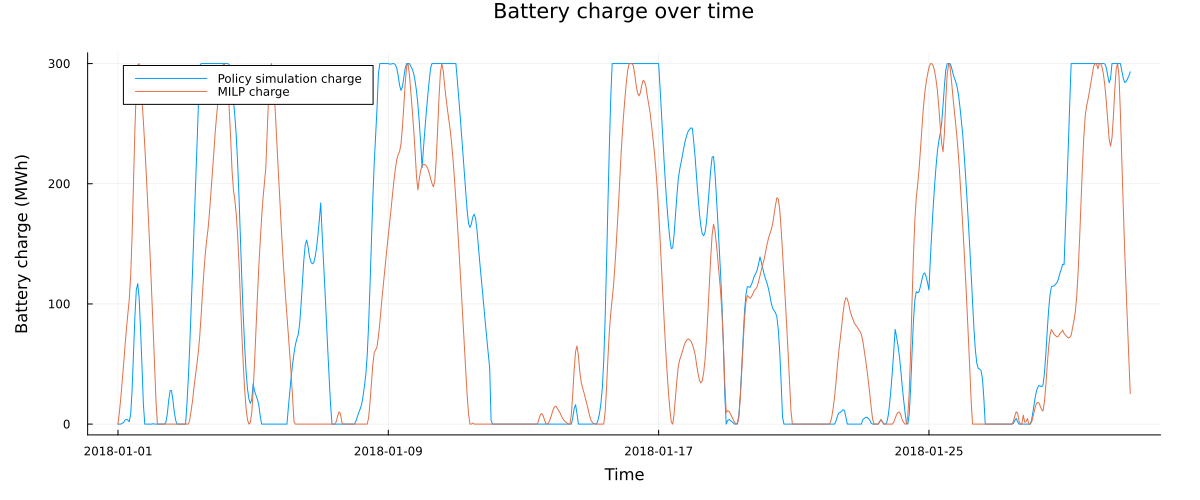 Battery charge over time
300
Policy simulation charge
MILP charge
200
Battery charge (MWh)
100
0
2018-01-01
2018-01-09
2018-01-17
2018-01-25
Time